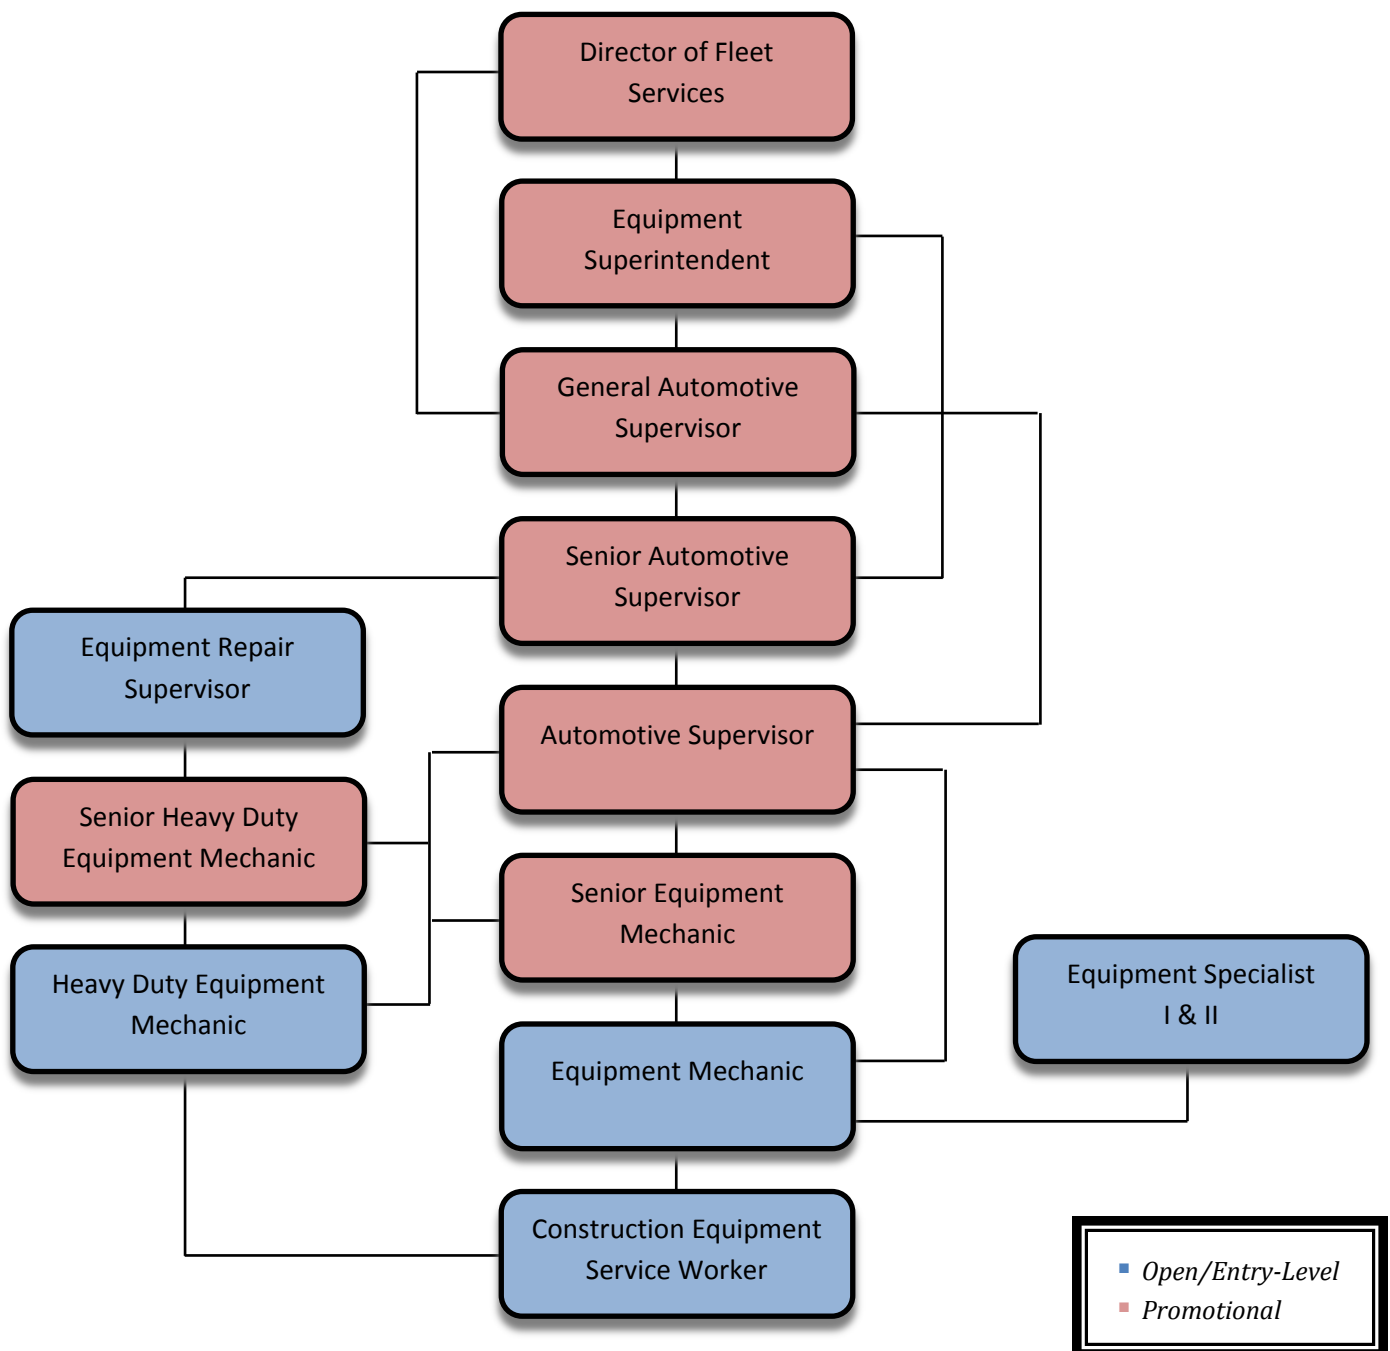 Director of Fleet
Services
Equipment
Superintendent
General Automotive
Supervisor
Senior Automotive
Supervisor
Equipment Repair
Supervisor
Automotive Supervisor
Senior Heavy Duty
Equipment Mechanic
Senior Equipment
Mechanic
Heavy Duty Equipment
Mechanic
Equipment Specialist
I & II
Equipment Mechanic
Construction Equipment
Service Worker
Open/Entry-Level
Promotional